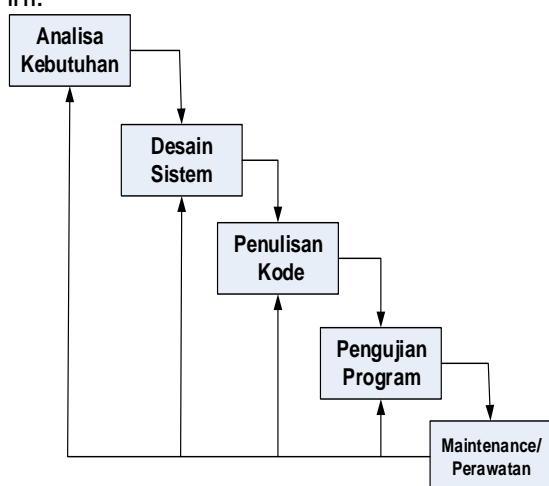 Analisa
Kebutuhan
Desain
Sistem
Penulisan
Kode
Pengujian
Program
Maintenance/
Perawatan